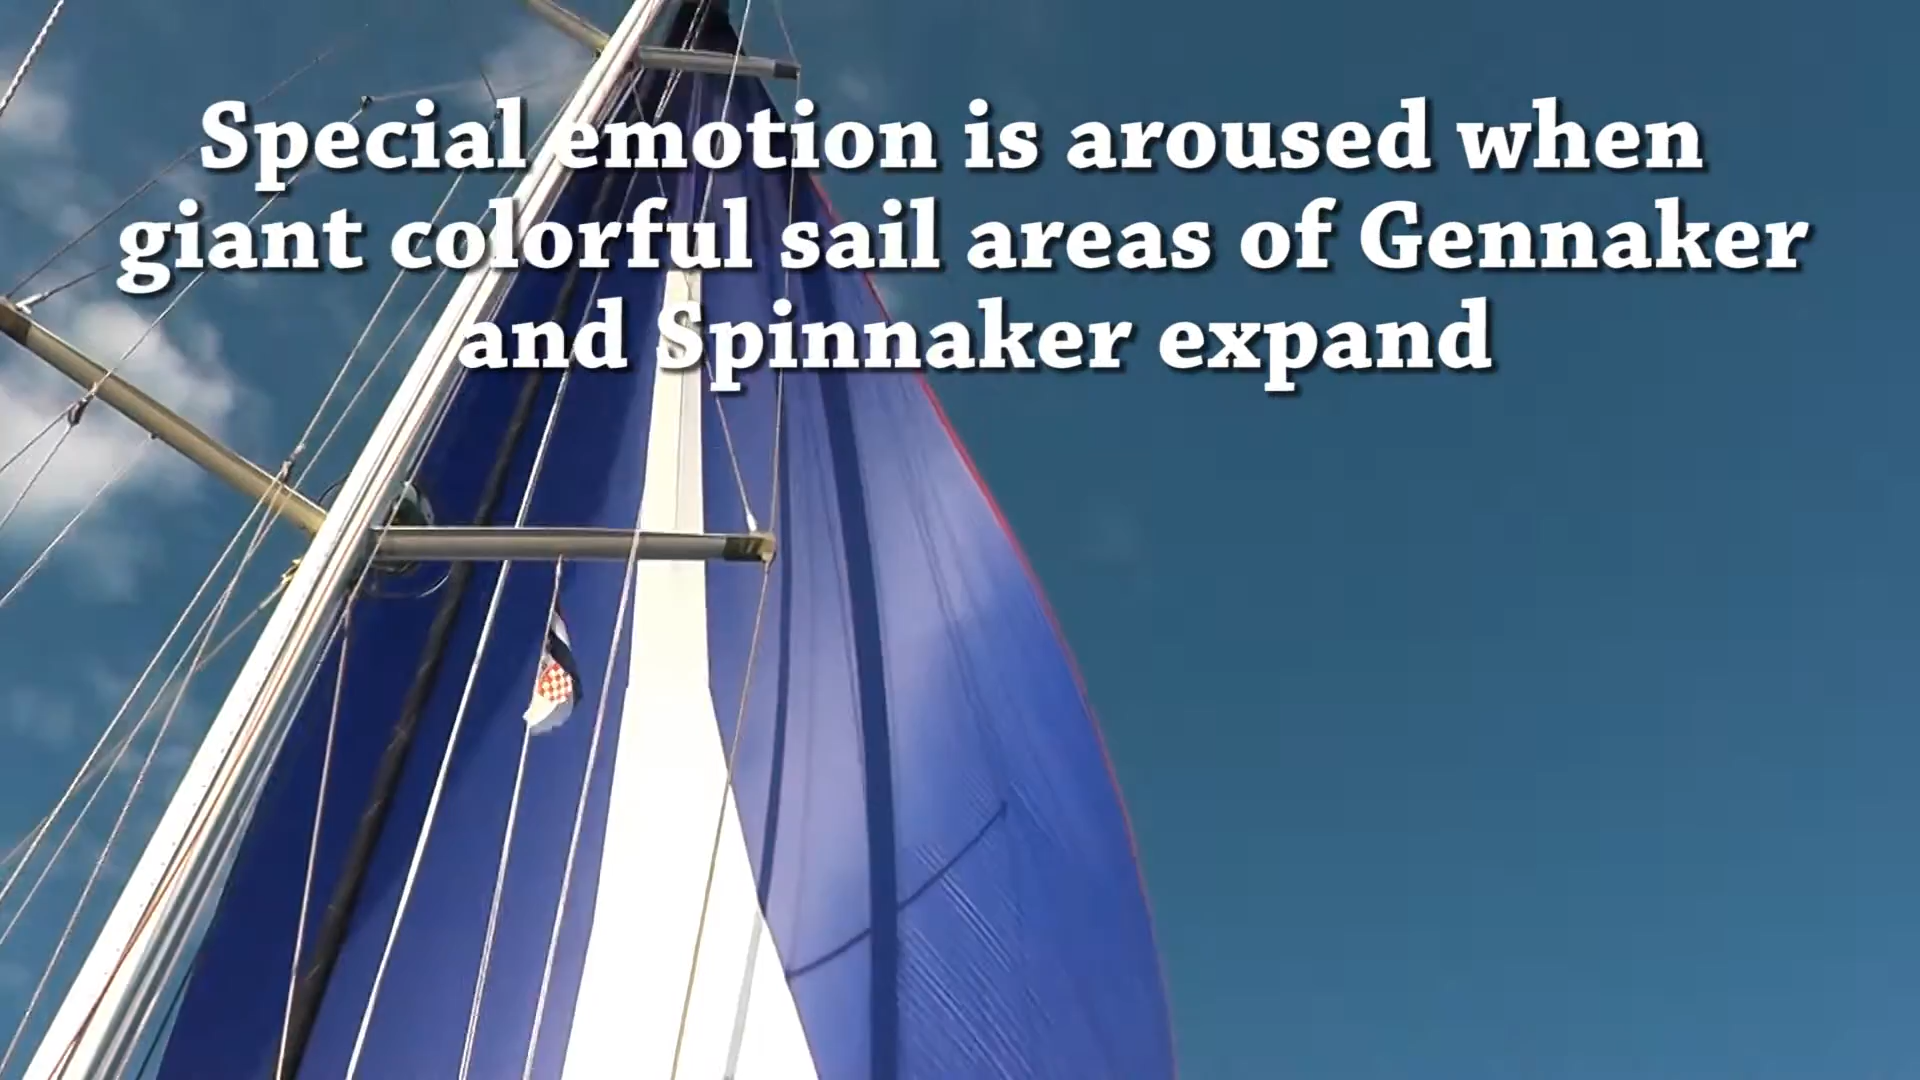 Special emotion is aroused when
giant colorful sail areas of Gennaker
and Spinnaker expand